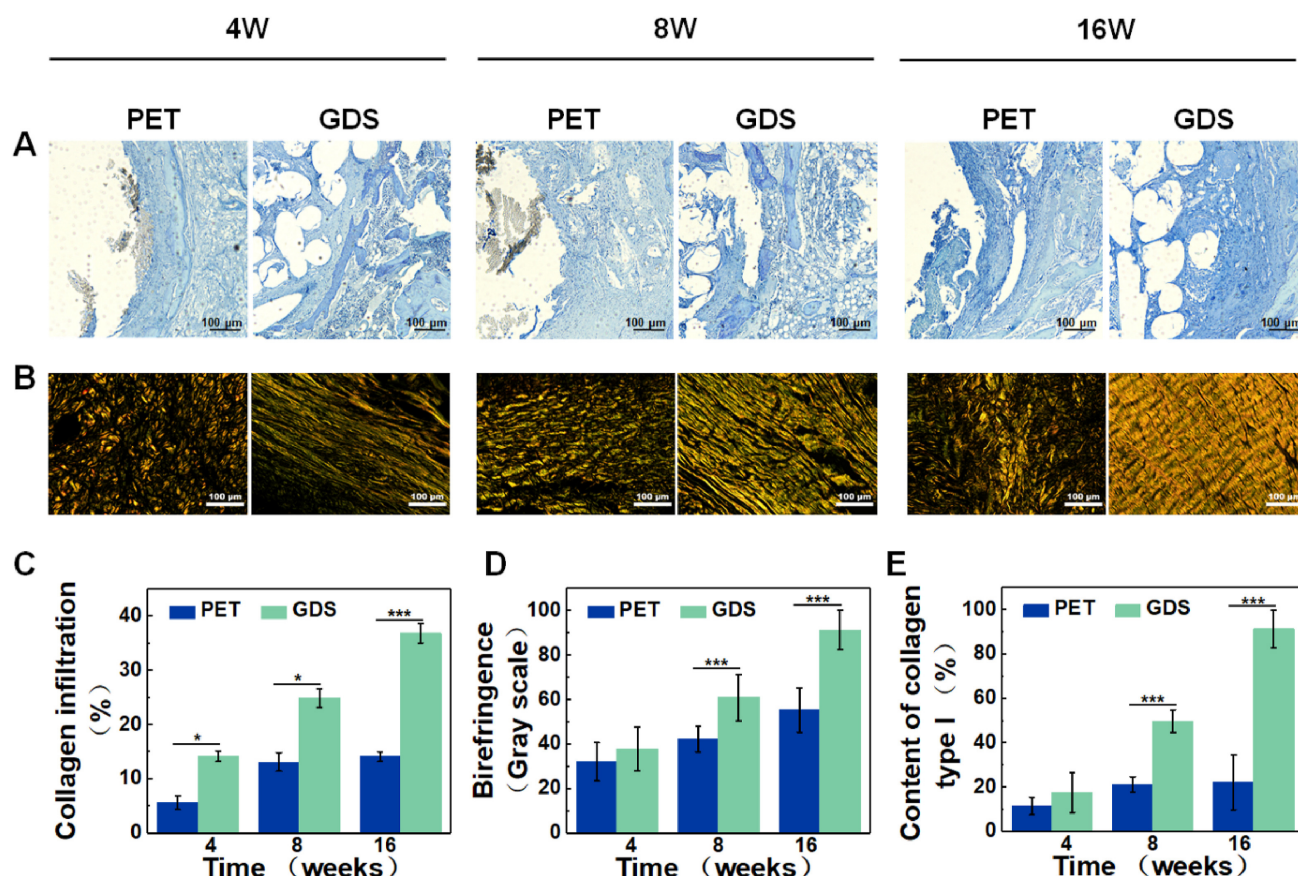 4W 8W 16W
PET GDS PET GDS PET GDS
A
100 μm 100 μm 100 μm 100 μm 100 μm 100 μm
B
100 μm 100 μm 100 μm 100 μm 100 μm 100 μm
C
Collagen infiltration
(%)
PET GDS
40
30
20
10
0
* * ***
4 8 16
Time (weeks)
D
Birefringence
(Gray scale)
PET GDS
100
80
60
40
20
0
*** ***
4 8 16
Time (weeks)
E
Content of collagen
type I (%)
PET GDS
100
80
60
40
20
0
*** ***
4 8 16
Time (weeks)